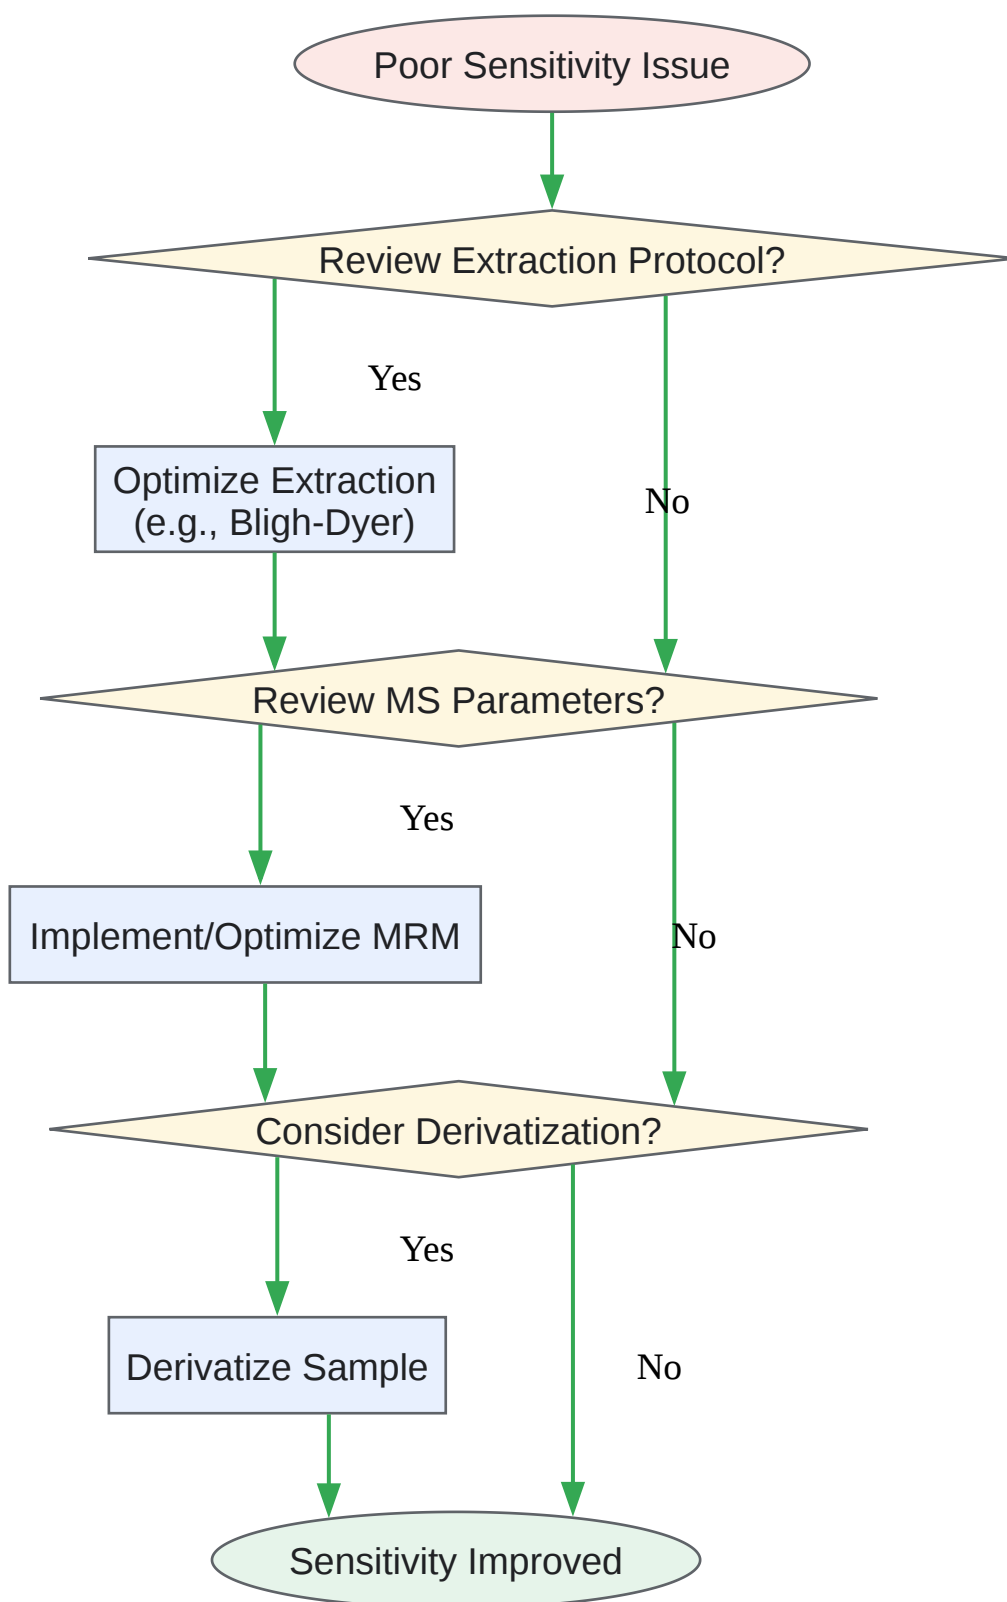 Poor Sensitivity Issue
Review Extraction Protocol?
Yes
Optimize Extraction
(e.g., Bligh-Dyer)
No
Review MS Parameters?
Yes
Implement/Optimize MRM
No
Consider Derivatization?
Yes
Derivatize Sample
No
Sensitivity Improved